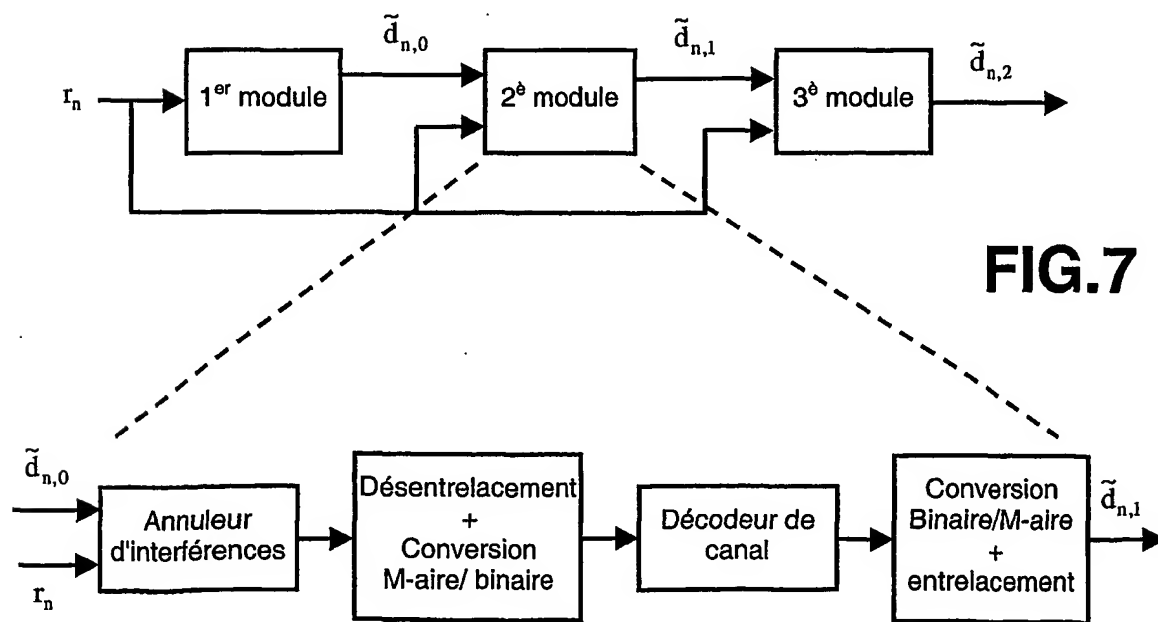 d̃n,0
d̃n,1
d̃n,2
rn
1er module
2è module
3è module
FIG.7
d̃n,0
rn
Annuleur
d'interférences
Désentrelacement
+
Conversion
M-aire/ binaire
Décodeur de
canal
Conversion
Binaire/M-aire
+
entrelacement
d̃n,1